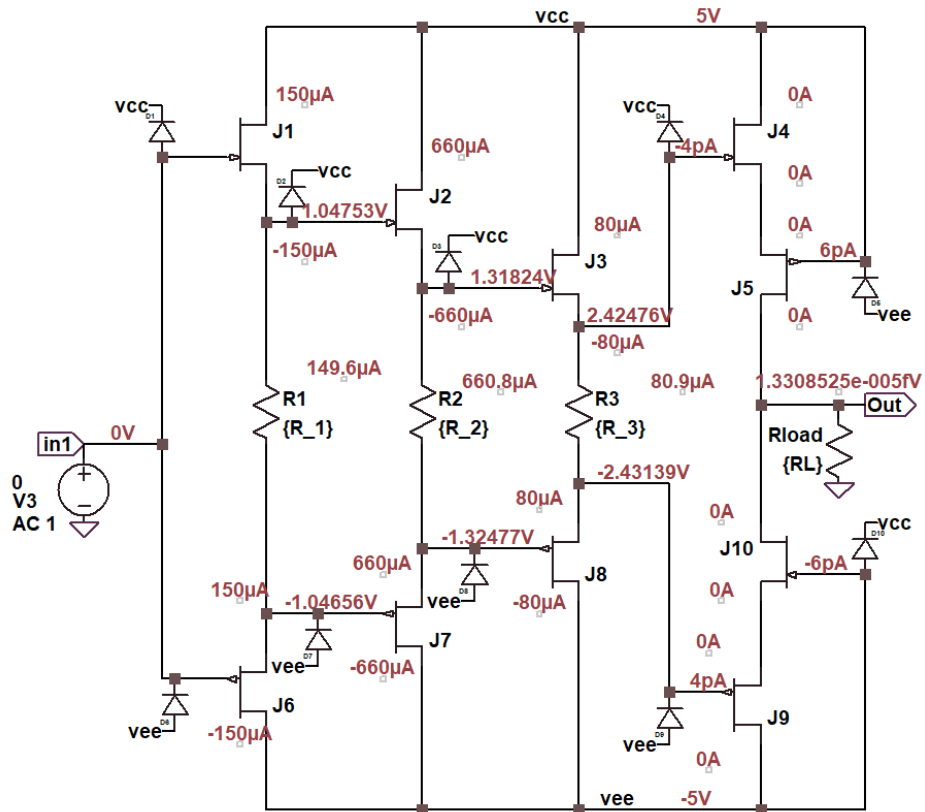 vcc 5V
150µA 0A
vcc vcc
D1 D4
J1 J4
660µA -4pA
vcc
D2 J2 0A
1.04753V 80µA 0A
vcc
-150µA D3 J3 6pA
1.31824V J5 D5
-660µA 2.42476V 0A vee
-80µA
149.6µA 660.8µA 80.9µA 1.3308525e-005fV
R1 R2 R3 Out
{R_1} {R_2} {R_3} Rload
in1 0V {RL}
0 -2.43139V
V3
AC 1 80µA 0A vcc
-1.32477V J10 D10
660µA D8 J8 -6pA
150µA vee 0A
-1.04656V -80µA
J7 0A
vee D7 4pA
J6 -660µA J9
D6 D9
vee -150µA vee
0A
vee -5V